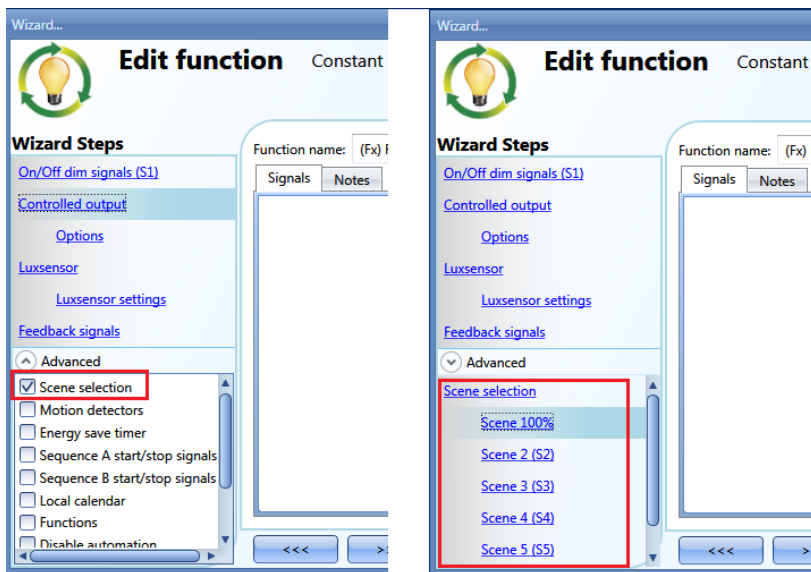 Wizard...
Edit function Constant
Wizard Steps
On/Off dim signals (S1)
Controlled output
Options
Luxsensor
Luxsensor settings
Feedback signals
Advanced
Scene selection
Motion detectors
Energy save timer
Sequence A start/stop signals
Sequence B start/stop signals
Local calendar
Functions
Disable automation
Function name: (Fx)
Signals Notes
<<<
Wizard...
Edit function Constant
Wizard Steps
On/Off dim signals (S1)
Controlled output
Options
Luxsensor
Luxsensor settings
Feedback signals
Advanced
Scene selection
Scene 100%
Scene 2 (S2)
Scene 3 (S3)
Scene 4 (S4)
Scene 5 (S5)
Function name: (Fx)
Signals Notes
<<< >